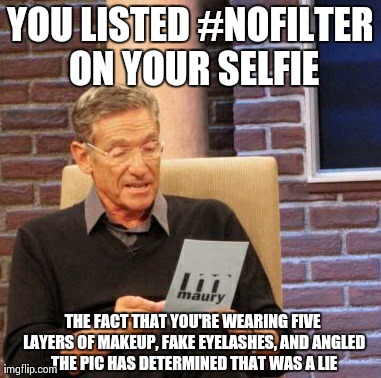 YOU LISTED #NOFILTER
ON YOUR SELFIE
maury
THE FACT THAT YOU'RE WEARING FIVE
LAYERS OF MAKEUP, FAKE EYELASHES, AND ANGLED
THE PIC HAS DETERMINED THAT WAS A LIE
imgflip.com